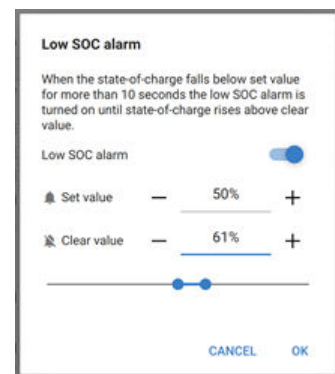 Low SOC alarm
When the state-of-charge falls below set value
for more than 10 seconds the low SOC alarm is
turned on until state-of-charge rises above clear
value.
Low SOC alarm
Set value — 50% +
Clear value — 61% +
CANCEL OK